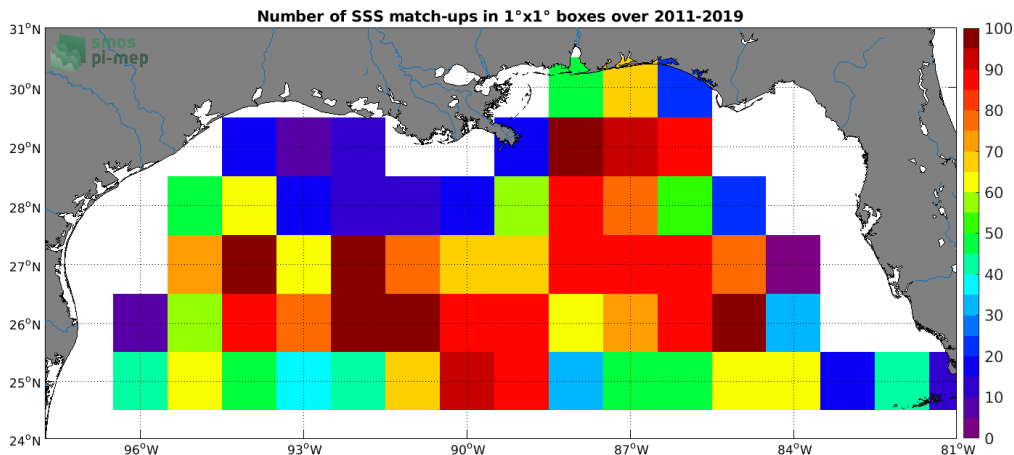 Number of SSS match-ups in 1°x1° boxes over 2011-2019
smos
pi-mep
31°N
30°N
29°N
28°N
27°N
26°N
25°N
24°N
96°W
93°W
90°W
87°W
84°W
81°W
100
90
80
70
60
50
40
30
20
10
0